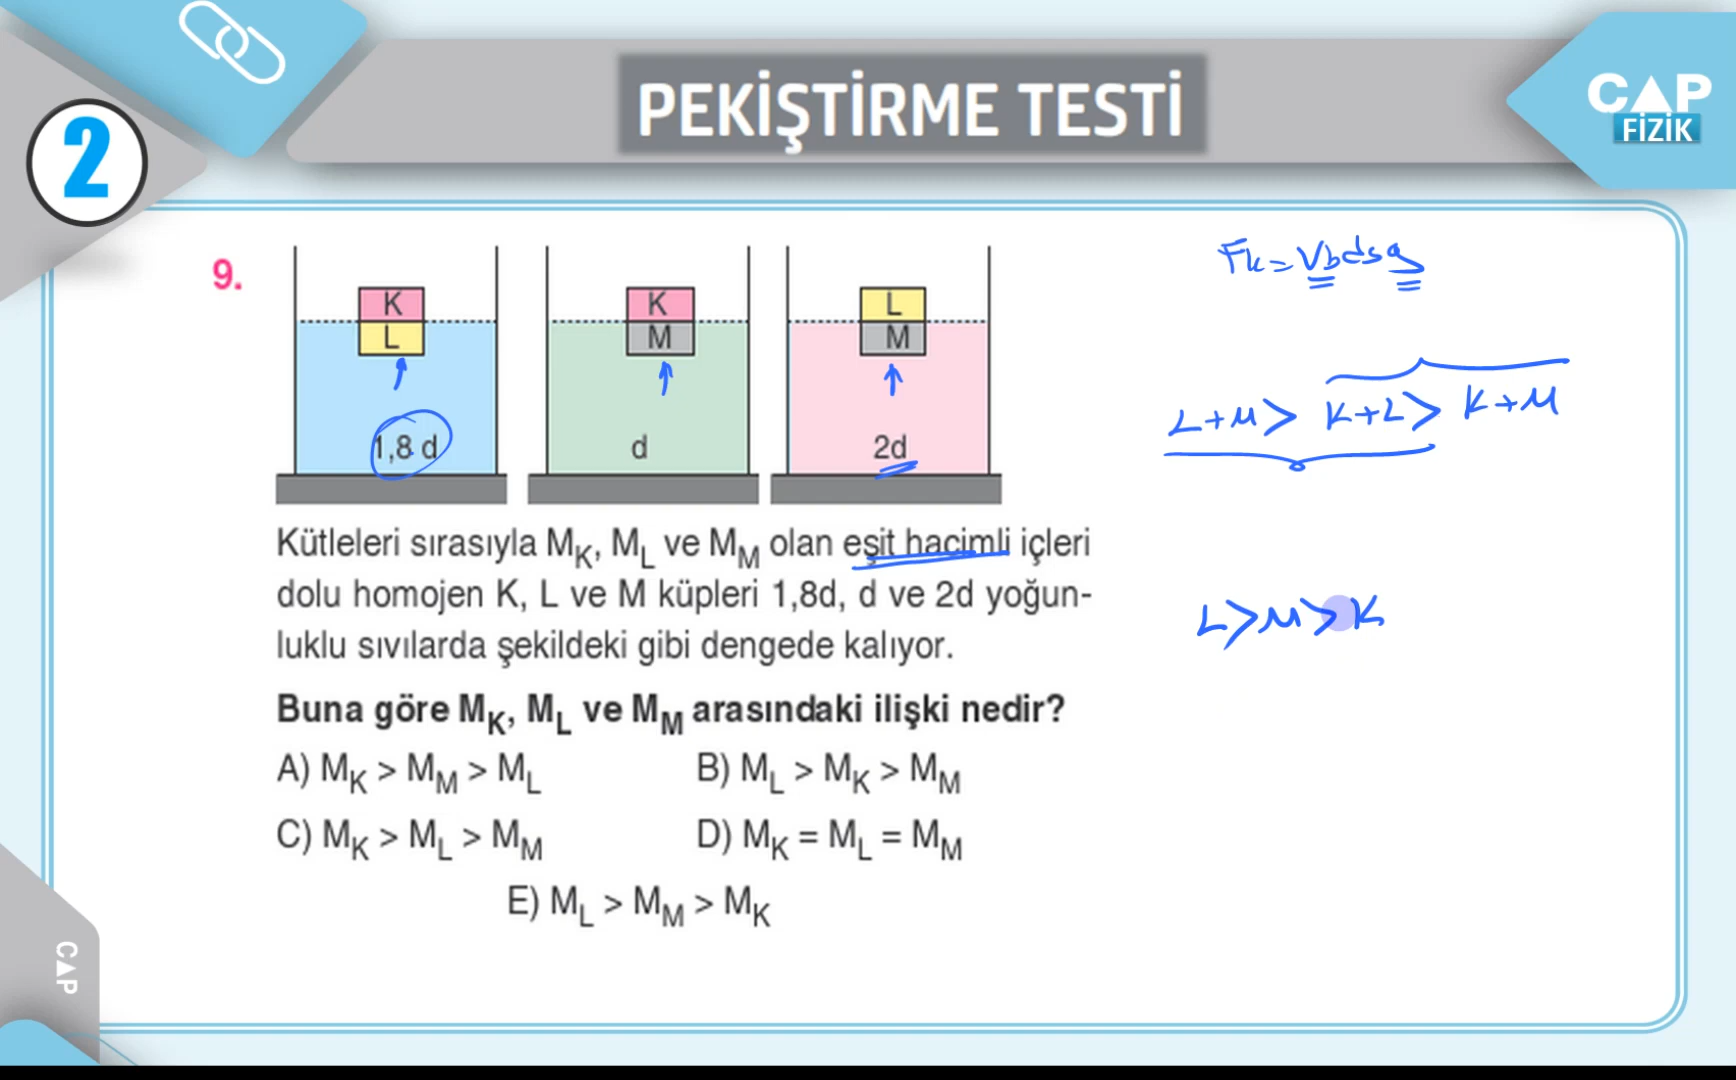 PEKİŞTİRME TESTİ
CAP
FİZİK
2
9.
K
L
1,8 d
K
M
d
L
M
2d
Fk = Vb ds g
L+M > K+L > K+M
Kütleleri sırasıyla MK, ML ve MM olan eşit hacimli içleri
dolu homojen K, L ve M küpleri 1,8d, d ve 2d yoğun-
luklu sıvılarda şekildeki gibi dengede kalıyor.
L>M>K
Buna göre MK, ML ve MM arasındaki ilişki nedir?
A) MK > MM > ML
B) ML > MK > MM
C) MK > ML > MM
D) MK = ML = MM
E) ML > MM > MK
CAP